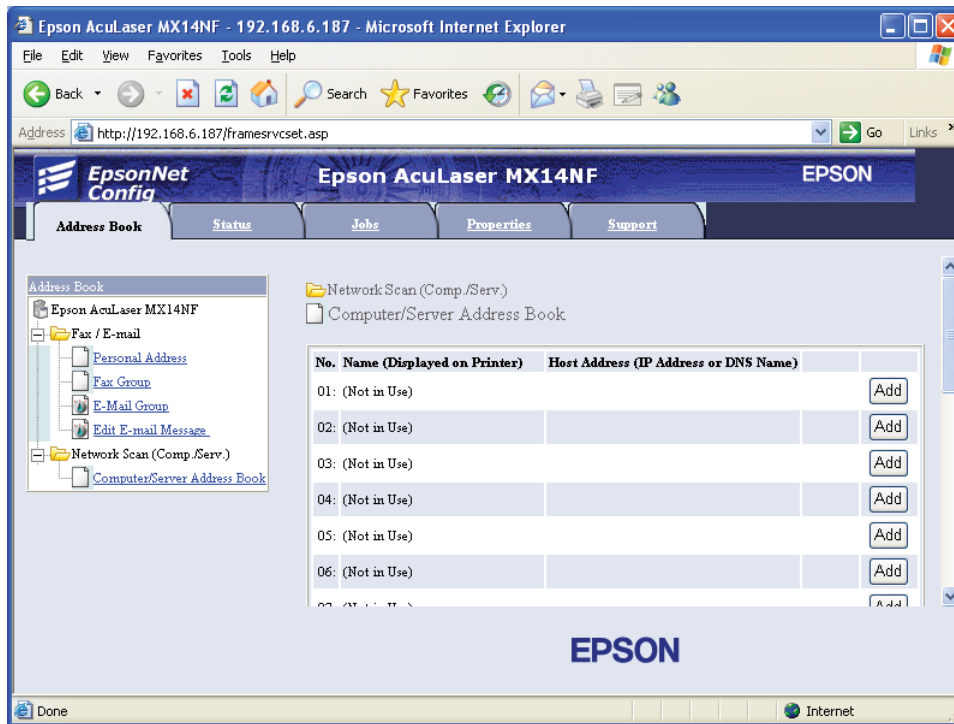 Epson AcuLaser MX14NF - 192.168.6.187 - Microsoft Internet Explorer
File Edit View Favorites Tools Help
Back Search Favorites
Address http://192.168.6.187/framesrvcset.asp Go Links »
EpsonNet Config Epson AcuLaser MX14NF EPSON
Address Book Status Jobs Properties Support
Address Book
Epson AcuLaser MX14NF
Fax / E-mail
Personal Address
Fax Group
E-Mail Group
Edit E-mail Message
Network Scan (Comp./Serv.)
Computer/Server Address Book
Network Scan (Comp./Serv.)
Computer/Server Address Book
No. Name (Displayed on Printer) Host Address (IP Address or DNS Name)
01: (Not in Use) Add
02: (Not in Use) Add
03: (Not in Use) Add
04: (Not in Use) Add
05: (Not in Use) Add
06: (Not in Use) Add
EPSON
Done Internet